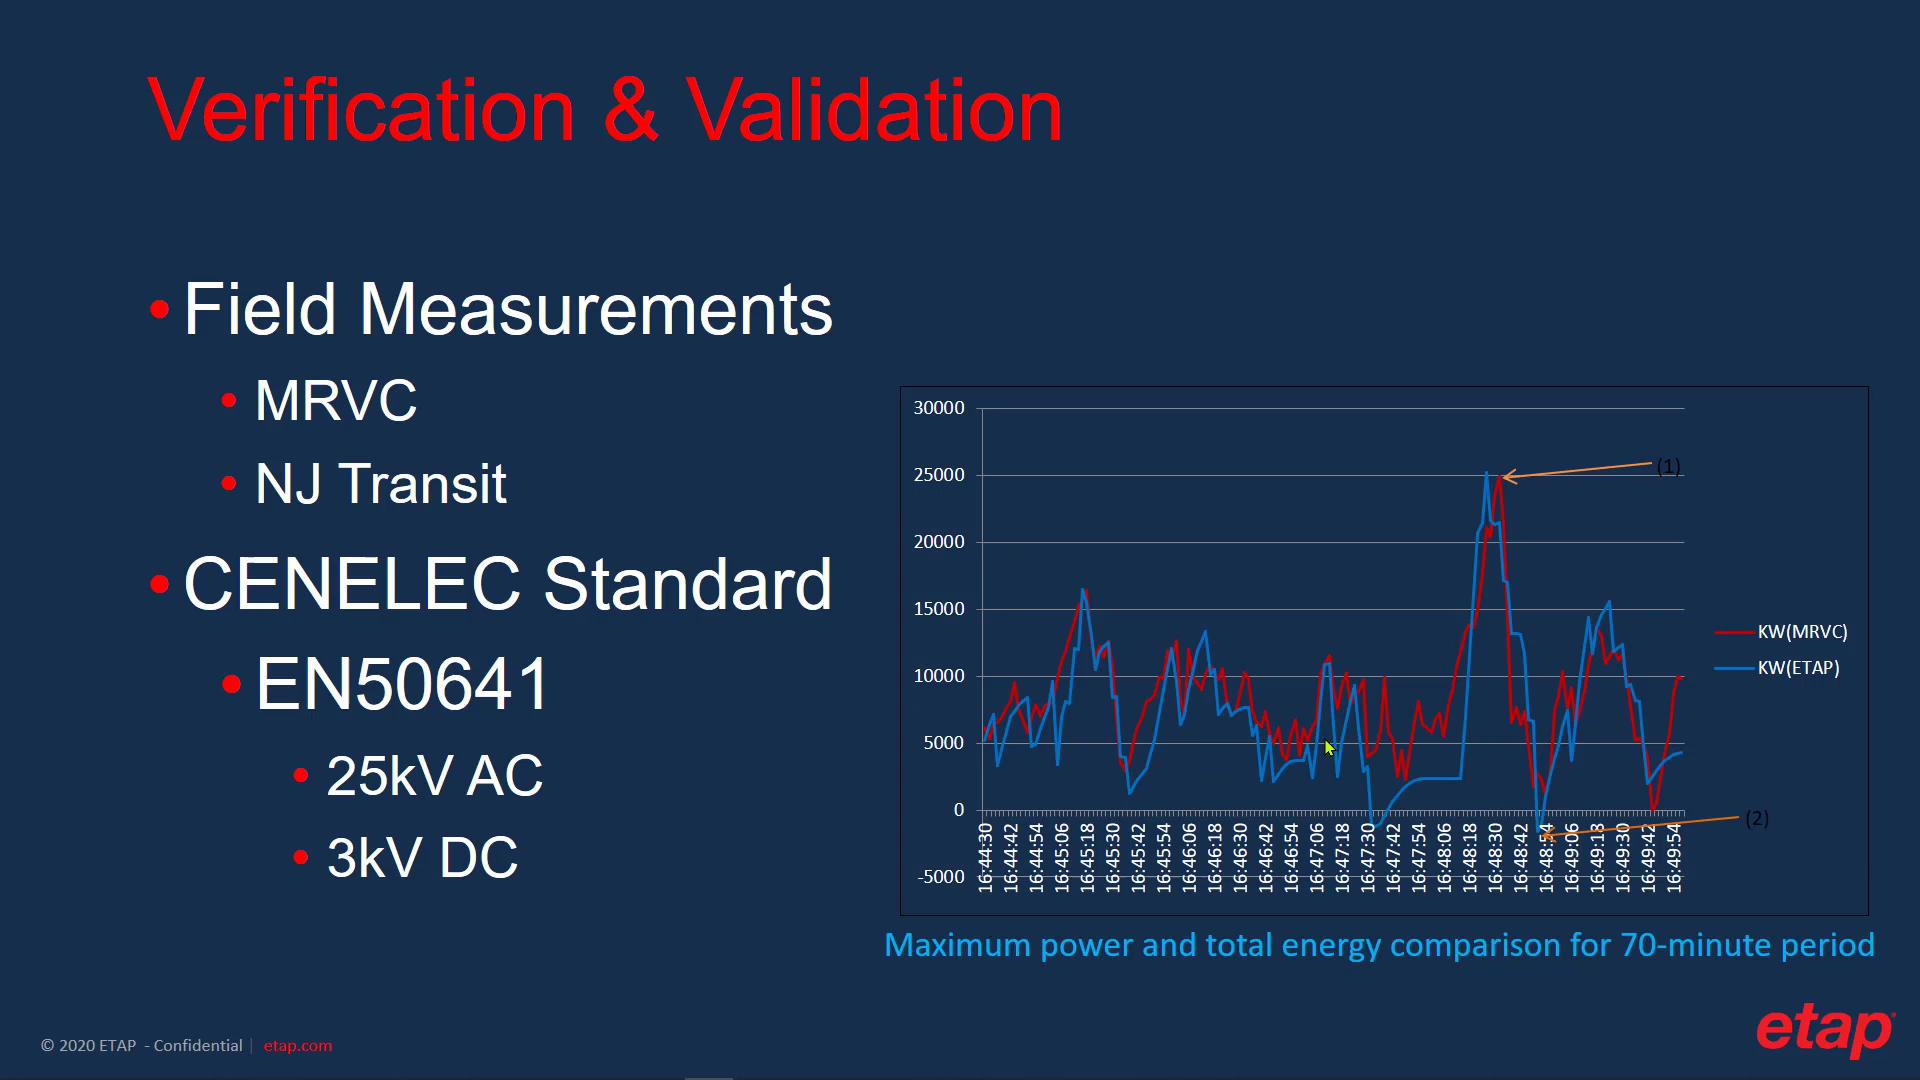 Verification & Validation
• Field Measurements
• MRVC
• NJ Transit
• CENELEC Standard
• EN50641
• 25kV AC
• 3kV DC
30000
25000
20000
15000
10000
5000
0
-5000
(1)
(2)
KW(MRVC)
KW(ETAP)
16:44:30
16:44:42
16:44:54
16:45:06
16:45:18
16:45:30
16:45:42
16:45:54
16:46:06
16:46:18
16:46:30
16:46:42
16:46:54
16:47:06
16:47:18
16:47:30
16:47:42
16:47:54
16:48:06
16:48:18
16:48:30
16:48:42
16:48:54
16:49:06
16:49:18
16:49:30
16:49:42
16:49:54
Maximum power and total energy comparison for 70-minute period
© 2020 ETAP - Confidential | etap.com
etap